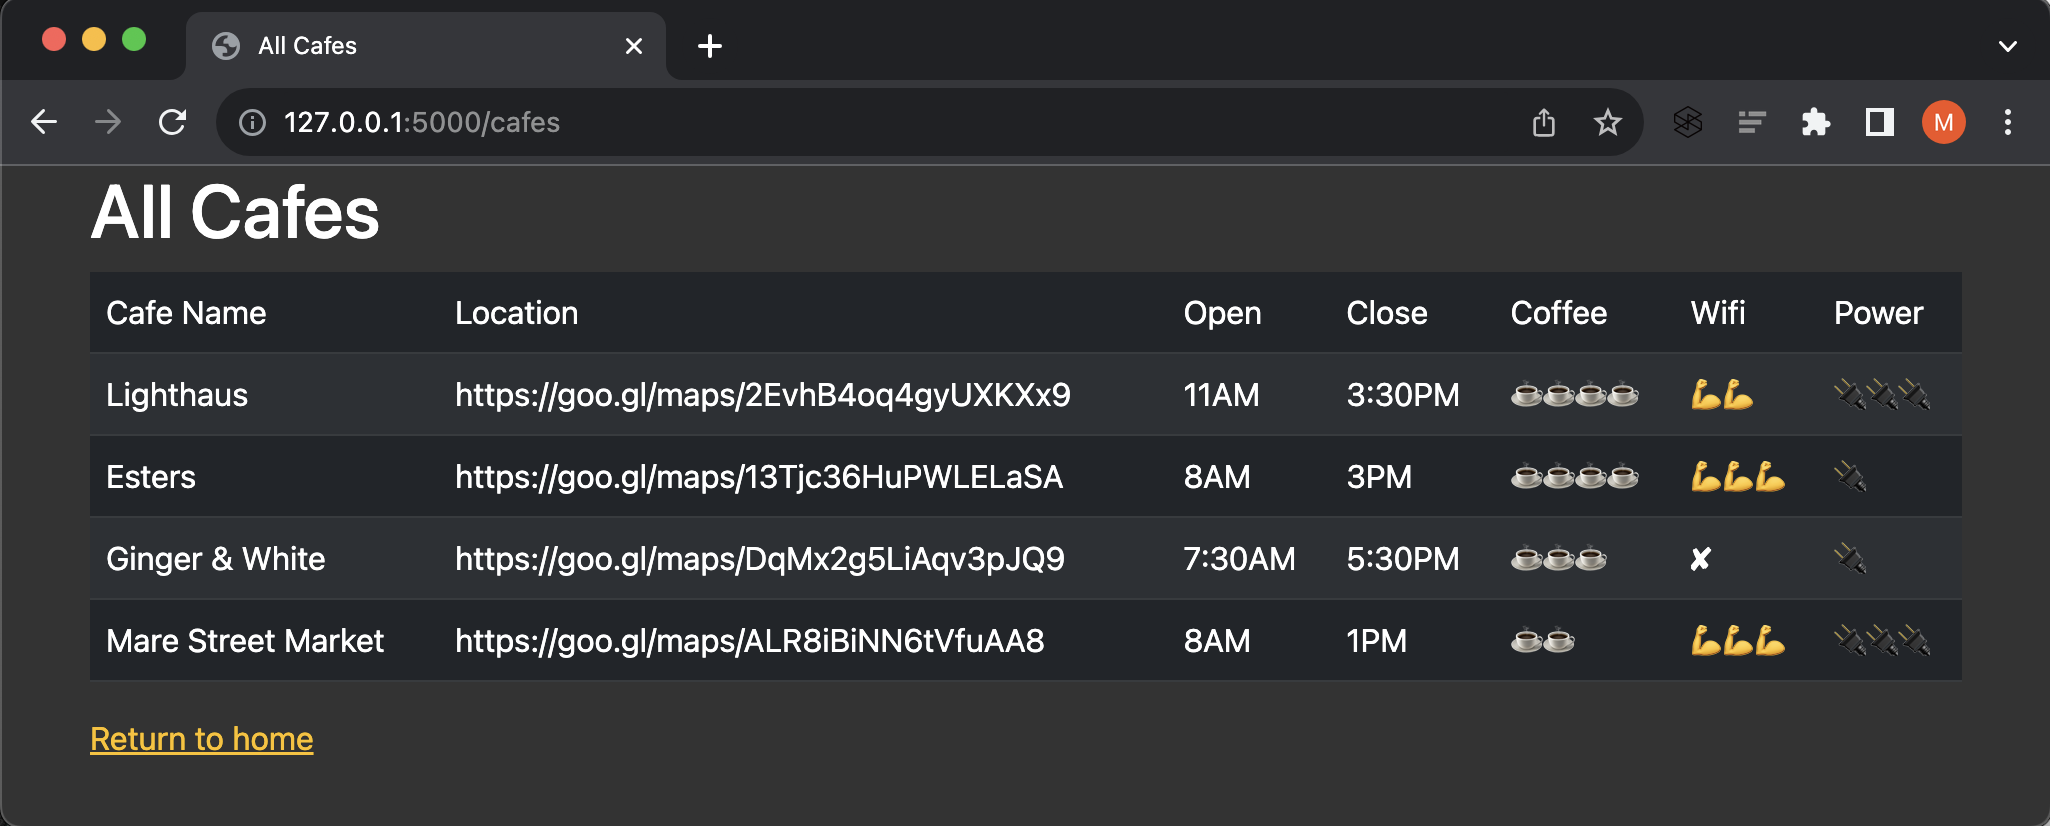 All Cafes
127.0.0.1:5000/cafes
M
All Cafes
Cafe Name Location Open Close Coffee Wifi Power
Lighthaus https://goo.gl/maps/2EvhB4oq4gyUXKXx9 11AM 3:30PM ☕☕☕☕ 💪💪 🔌🔌🔌
Esters https://goo.gl/maps/13Tjc36HuPWLELaSA 8AM 3PM ☕☕☕☕ 💪💪💪 🔌
Ginger & White https://goo.gl/maps/DqMx2g5LiAqv3pJQ9 7:30AM 5:30PM ☕☕☕ ✘ 🔌
Mare Street Market https://goo.gl/maps/ALR8iBiNN6tVfuAA8 8AM 1PM ☕☕ 💪💪💪 🔌🔌🔌
Return to home